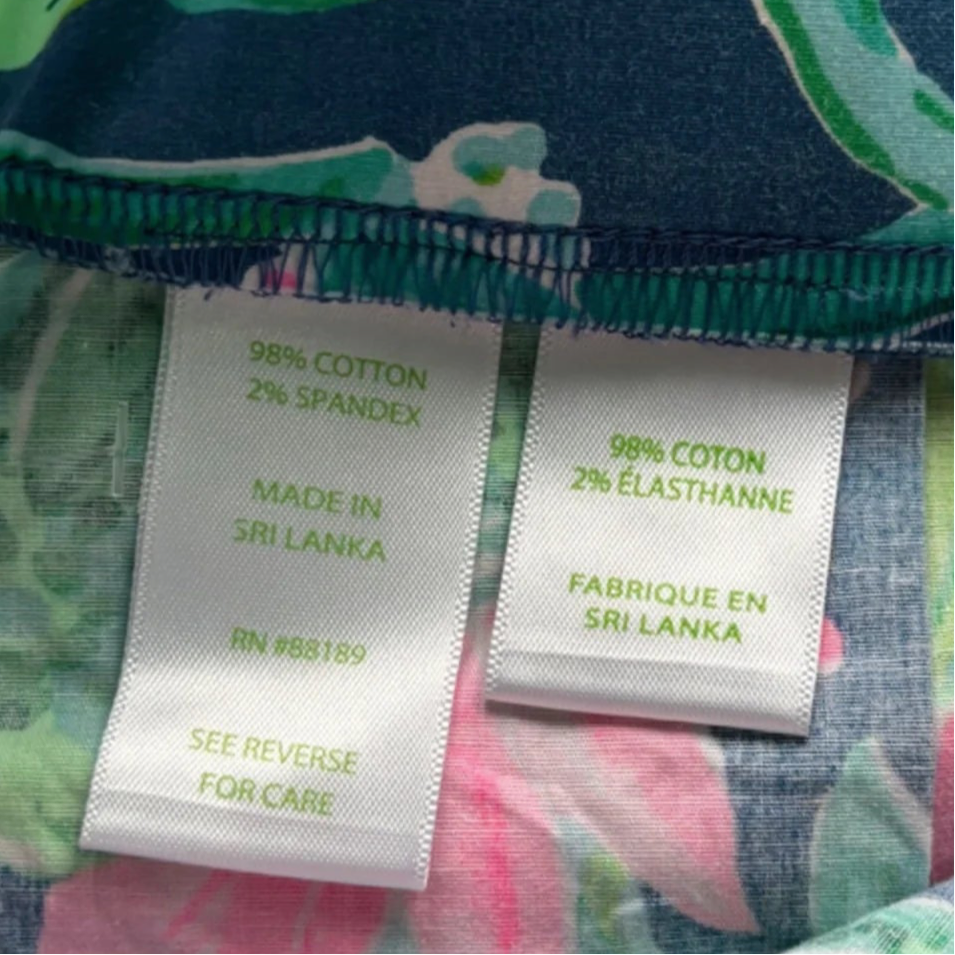 98% COTTON
2% SPANDEX
MADE IN
SRI LANKA
RN #88189
SEE REVERSE
FOR CARE
98% COTON
2% ÉLASTHANNE
FABRIQUE EN
SRI LANKA